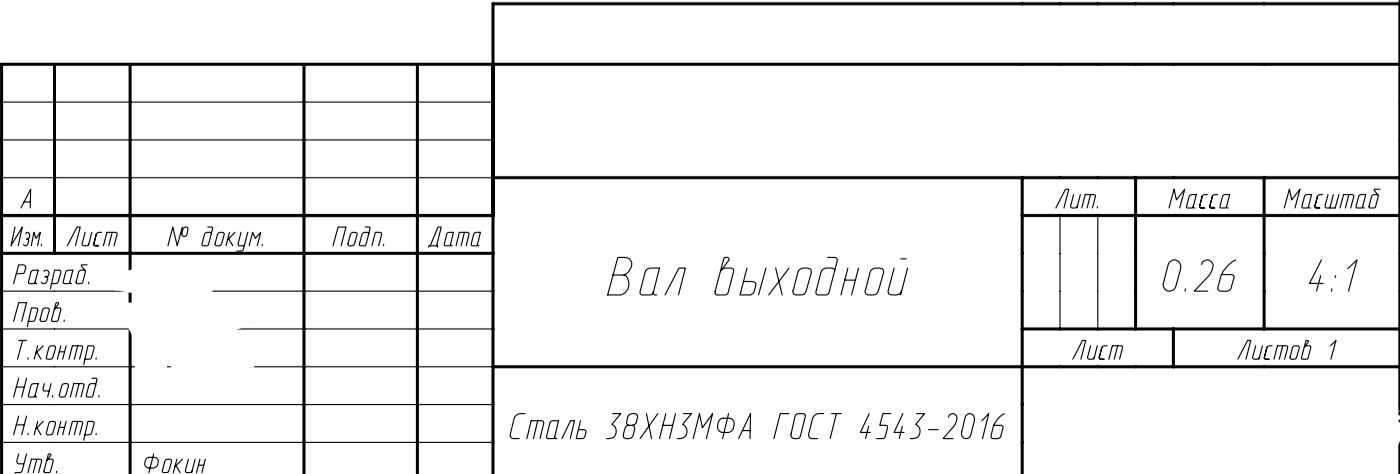 А
Изм. Лист № докум. Подп. Дата
Разраб.
Пров.
Т.контр.
Нач.отд.
Н.контр.
Утв. Фокин
Вал выходной
Сталь 38ХН3МФА ГОСТ 4543-2016
Лит. Масса Масштаб
0.26 4:1
Лист Листов 1